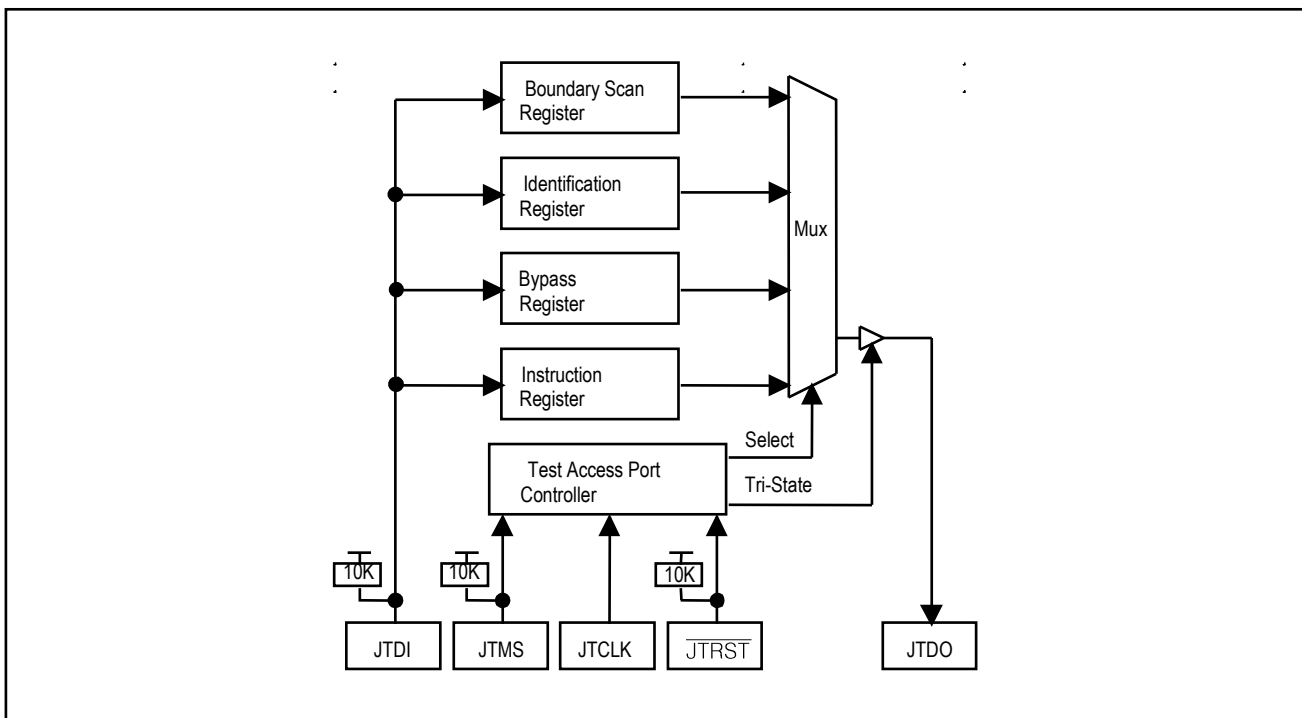 Boundary Scan
Register
Identification
Register
Mux
Bypass
Register
Instruction
Register
Select
Test Access Port
Controller
Tri-State
10K
10K
10K
JTDI
JTMS
JTCLK
JTRST
JTDO